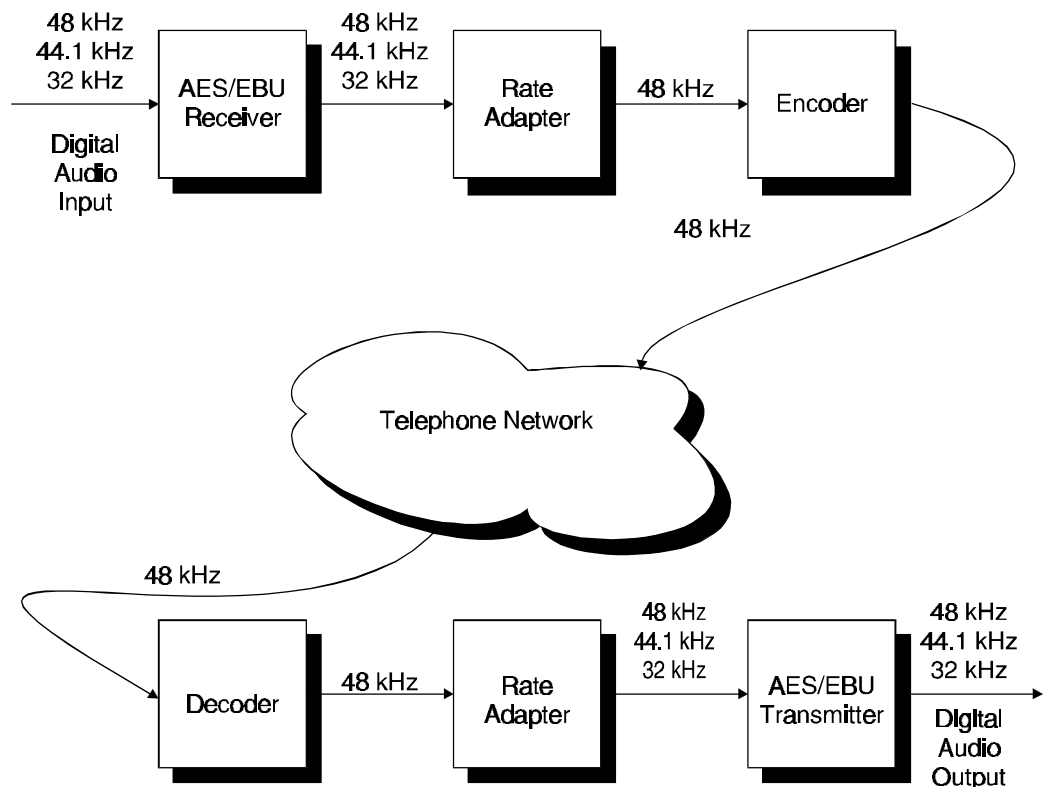 48 kHz
44.1 kHz
32 kHz
Digital
Audio
Input
AES/EBU
Receiver
48 kHz
44.1 kHz
32 kHz
Rate
Adapter
48 kHz
Encoder
48 kHz
Telephone Network
48 kHz
Decoder
48 kHz
Rate
Adapter
48 kHz
44.1 kHz
32 kHz
AES/EBU
Transmitter
48 kHz
44.1 kHz
32 kHz
Digital
Audio
Output